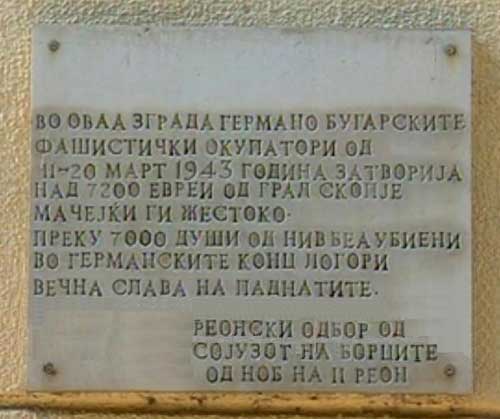 ВО ОВАА ЗГРАДА ГЕРМАНО БУГАРСКИТЕ
ФАШИСТИЧКИ ОКУПАТОРИ ОД
11-20 МАРТ 1943 ГОДИНА ЗАТВОРИЈА
НАД 7200 ЕВРЕИ ОД ГРАД СКОПЈЕ
МАЧЕЈЌИ ГИ ЖЕСТОКО.
ПРЕКУ 7000 ДУШИ ОД НИВ БЕА УБИЕНИ
ВО ГЕРМАНСКИТЕ КОНЦ ЛОГОРИ
ВЕЧНА СЛАВА НА ПАДНАТИТЕ.
РЕОНСКИ ОДБОР ОД
СОЈУЗОТ НА БОРЦИТЕ
ОД НОБ НА II РЕОН